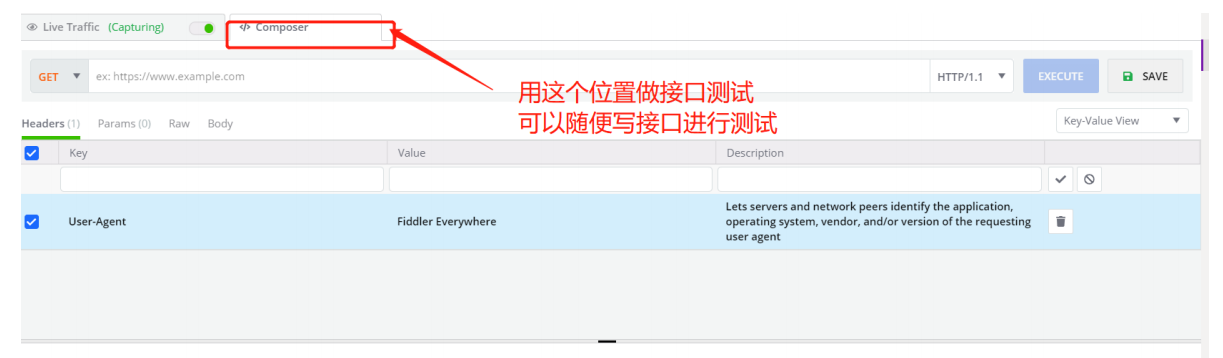 Live Traffic (Capturing)
</> Composer
GET ex: https://www.example.com HTTP/1.1 EXECUTE SAVE
用这个位置做接口测试
可以随便写接口进行测试
Headers (1) Params (0) Raw Body Key-Value View
Key Value Description
User-Agent Fiddler Everywhere Lets servers and network peers identify the application,
operating system, vendor, and/or version of the requesting
user agent